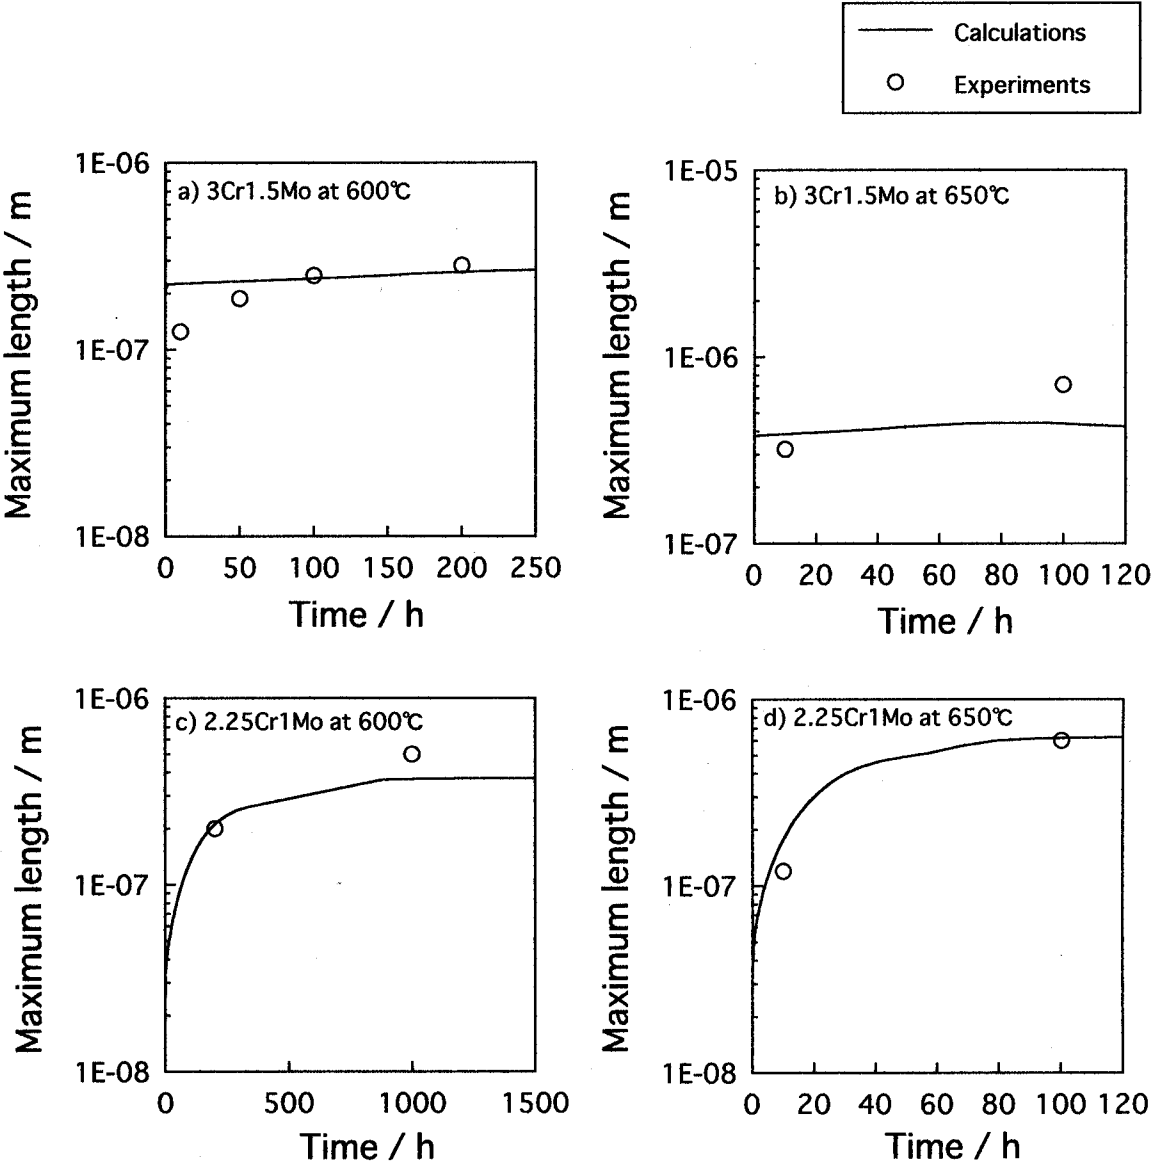 Calculations
Experiments
a) 3Cr1.5Mo at 600℃
1E-06
1E-07
1E-08
Maximum length / m
0 50 100 150 200 250
Time / h
b) 3Cr1.5Mo at 650℃
1E-05
1E-06
1E-07
Maximum length / m
0 20 40 60 80 100 120
Time / h
c) 2.25Cr1Mo at 600℃
1E-06
1E-07
1E-08
Maximum length / m
0 500 1000 1500
Time / h
d) 2.25Cr1Mo at 650℃
1E-06
1E-07
1E-08
Maximum length / m
0 20 40 60 80 100 120
Time / h